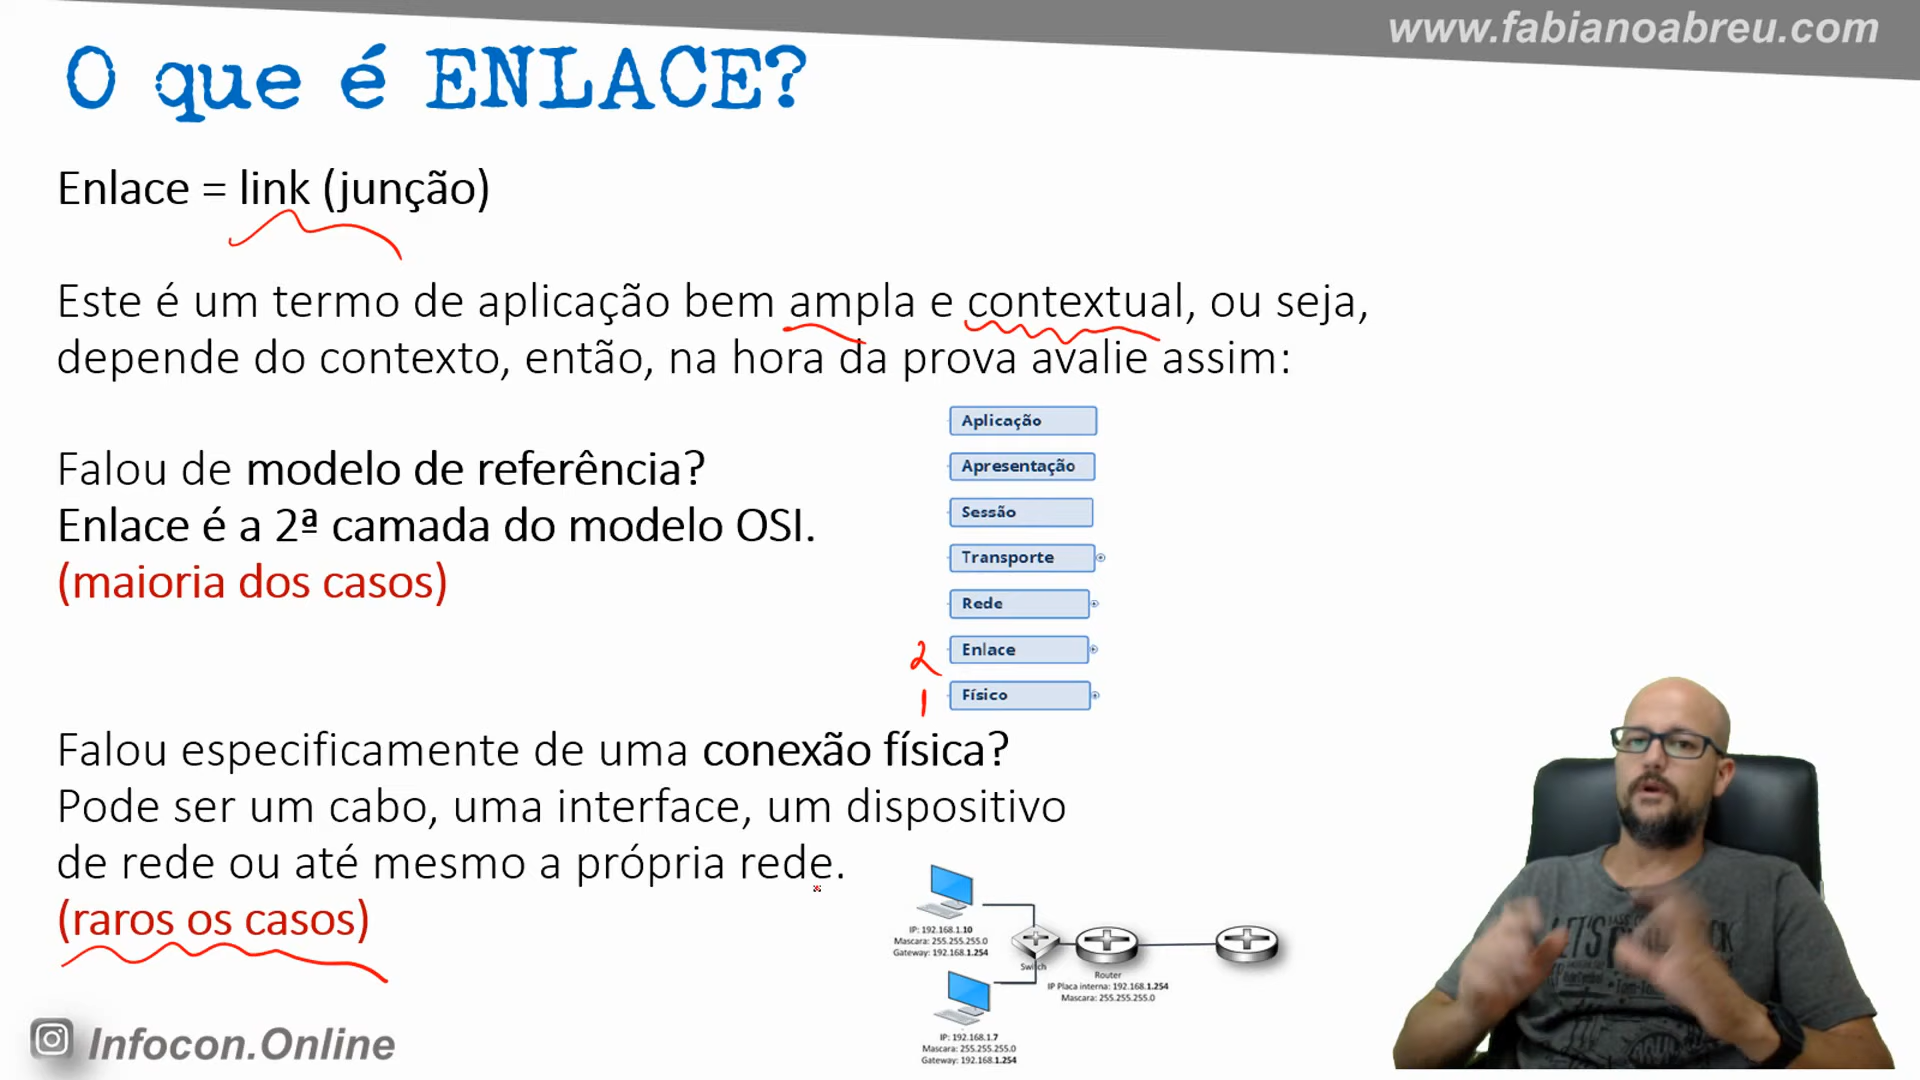 www.fabianoabreu.com
O que é ENLACE?
Enlace = link (junção)
Este é um termo de aplicação bem ampla e contextual, ou seja,
depende do contexto, então, na hora da prova avalie assim:
Aplicação
Apresentação
Sessão
Transporte
Rede
2 Enlace
1 Físico
Falou de modelo de referência?
Enlace é a 2ª camada do modelo OSI.
(maioria dos casos)
Falou especificamente de uma conexão física?
Pode ser um cabo, uma interface, um dispositivo
de rede ou até mesmo a própria rede.
(raros os casos)
IP: 192.168.1.10
Mascara: 255.255.255.0
Gateway: 192.168.1.254
Switch
Router
IP Placa interna: 192.168.1.254
Mascara: 255.255.255.0
IP: 192.168.1.7
Mascara: 255.255.255.0
Gateway: 192.168.1.254
LET'S
Infocon.Online